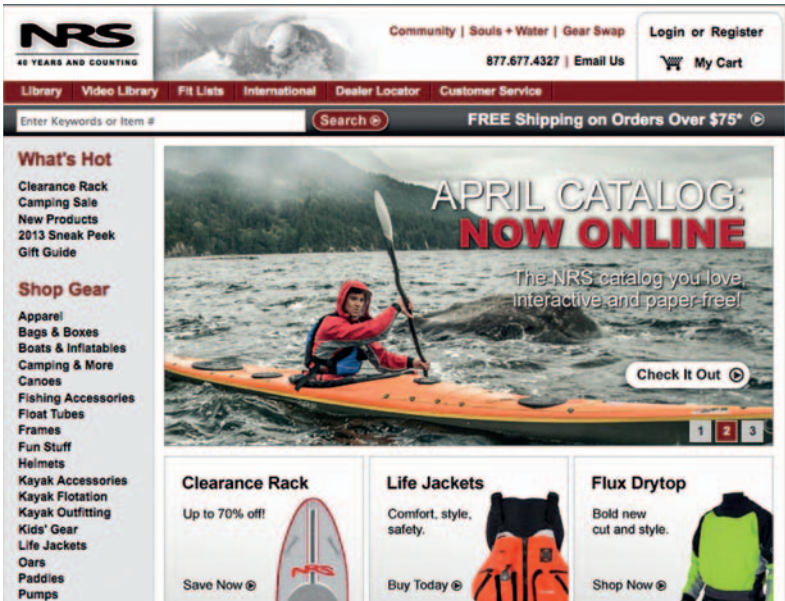 NRS
40 YEARS AND COUNTING
Community | Souls + Water | Gear Swap
877.677.4327 | Email Us
Login or Register
My Cart
Library Video Library Fit Lists International Dealer Locator Customer Service
Enter Keywords or Item #
Search
FREE Shipping on Orders Over $75*
What's Hot
Clearance Rack
Camping Sale
New Products
2013 Sneak Peek
Gift Guide
Shop Gear
Apparel
Bags & Boxes
Boats & Inflatables
Camping & More
Canoes
Fishing Accessories
Float Tubes
Frames
Fun Stuff
Helmets
Kayak Accessories
Kayak Flotation
Kayak Outfitting
Kids' Gear
Life Jackets
Oars
Paddles
Pumps
APRIL CATALOG:
NOW ONLINE
The NRS catalog you love,
interactive and paper-free!
Check It Out
1 2 3
Clearance Rack
Up to 70% off!
NRS
Save Now
Life Jackets
Comfort, style,
safety.
Buy Today
Flux Drytop
Bold new
cut and style.
Shop Now